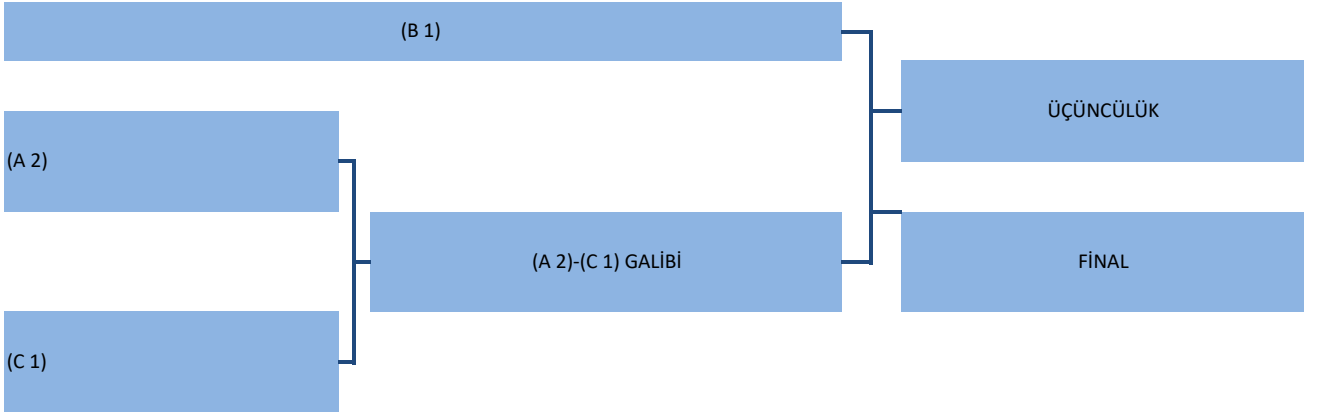 (B 1)
ÜÇÜNCÜLÜK
(A 2)
(A 2)-(C 1) GALİBİ
FİNAL
(C 1)